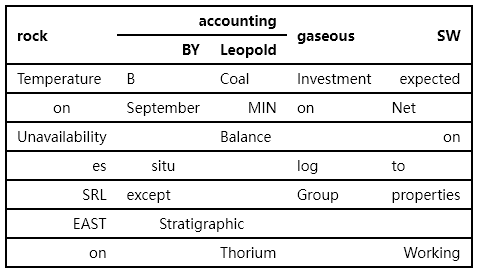 rock accounting gaseous SW
BY Leopold
Temperature B Coal Investment expected
on September MIN on Net
Unavailability Balance on
es situ log to
SRL except Group properties
EAST Stratigraphic
on Thorium Working